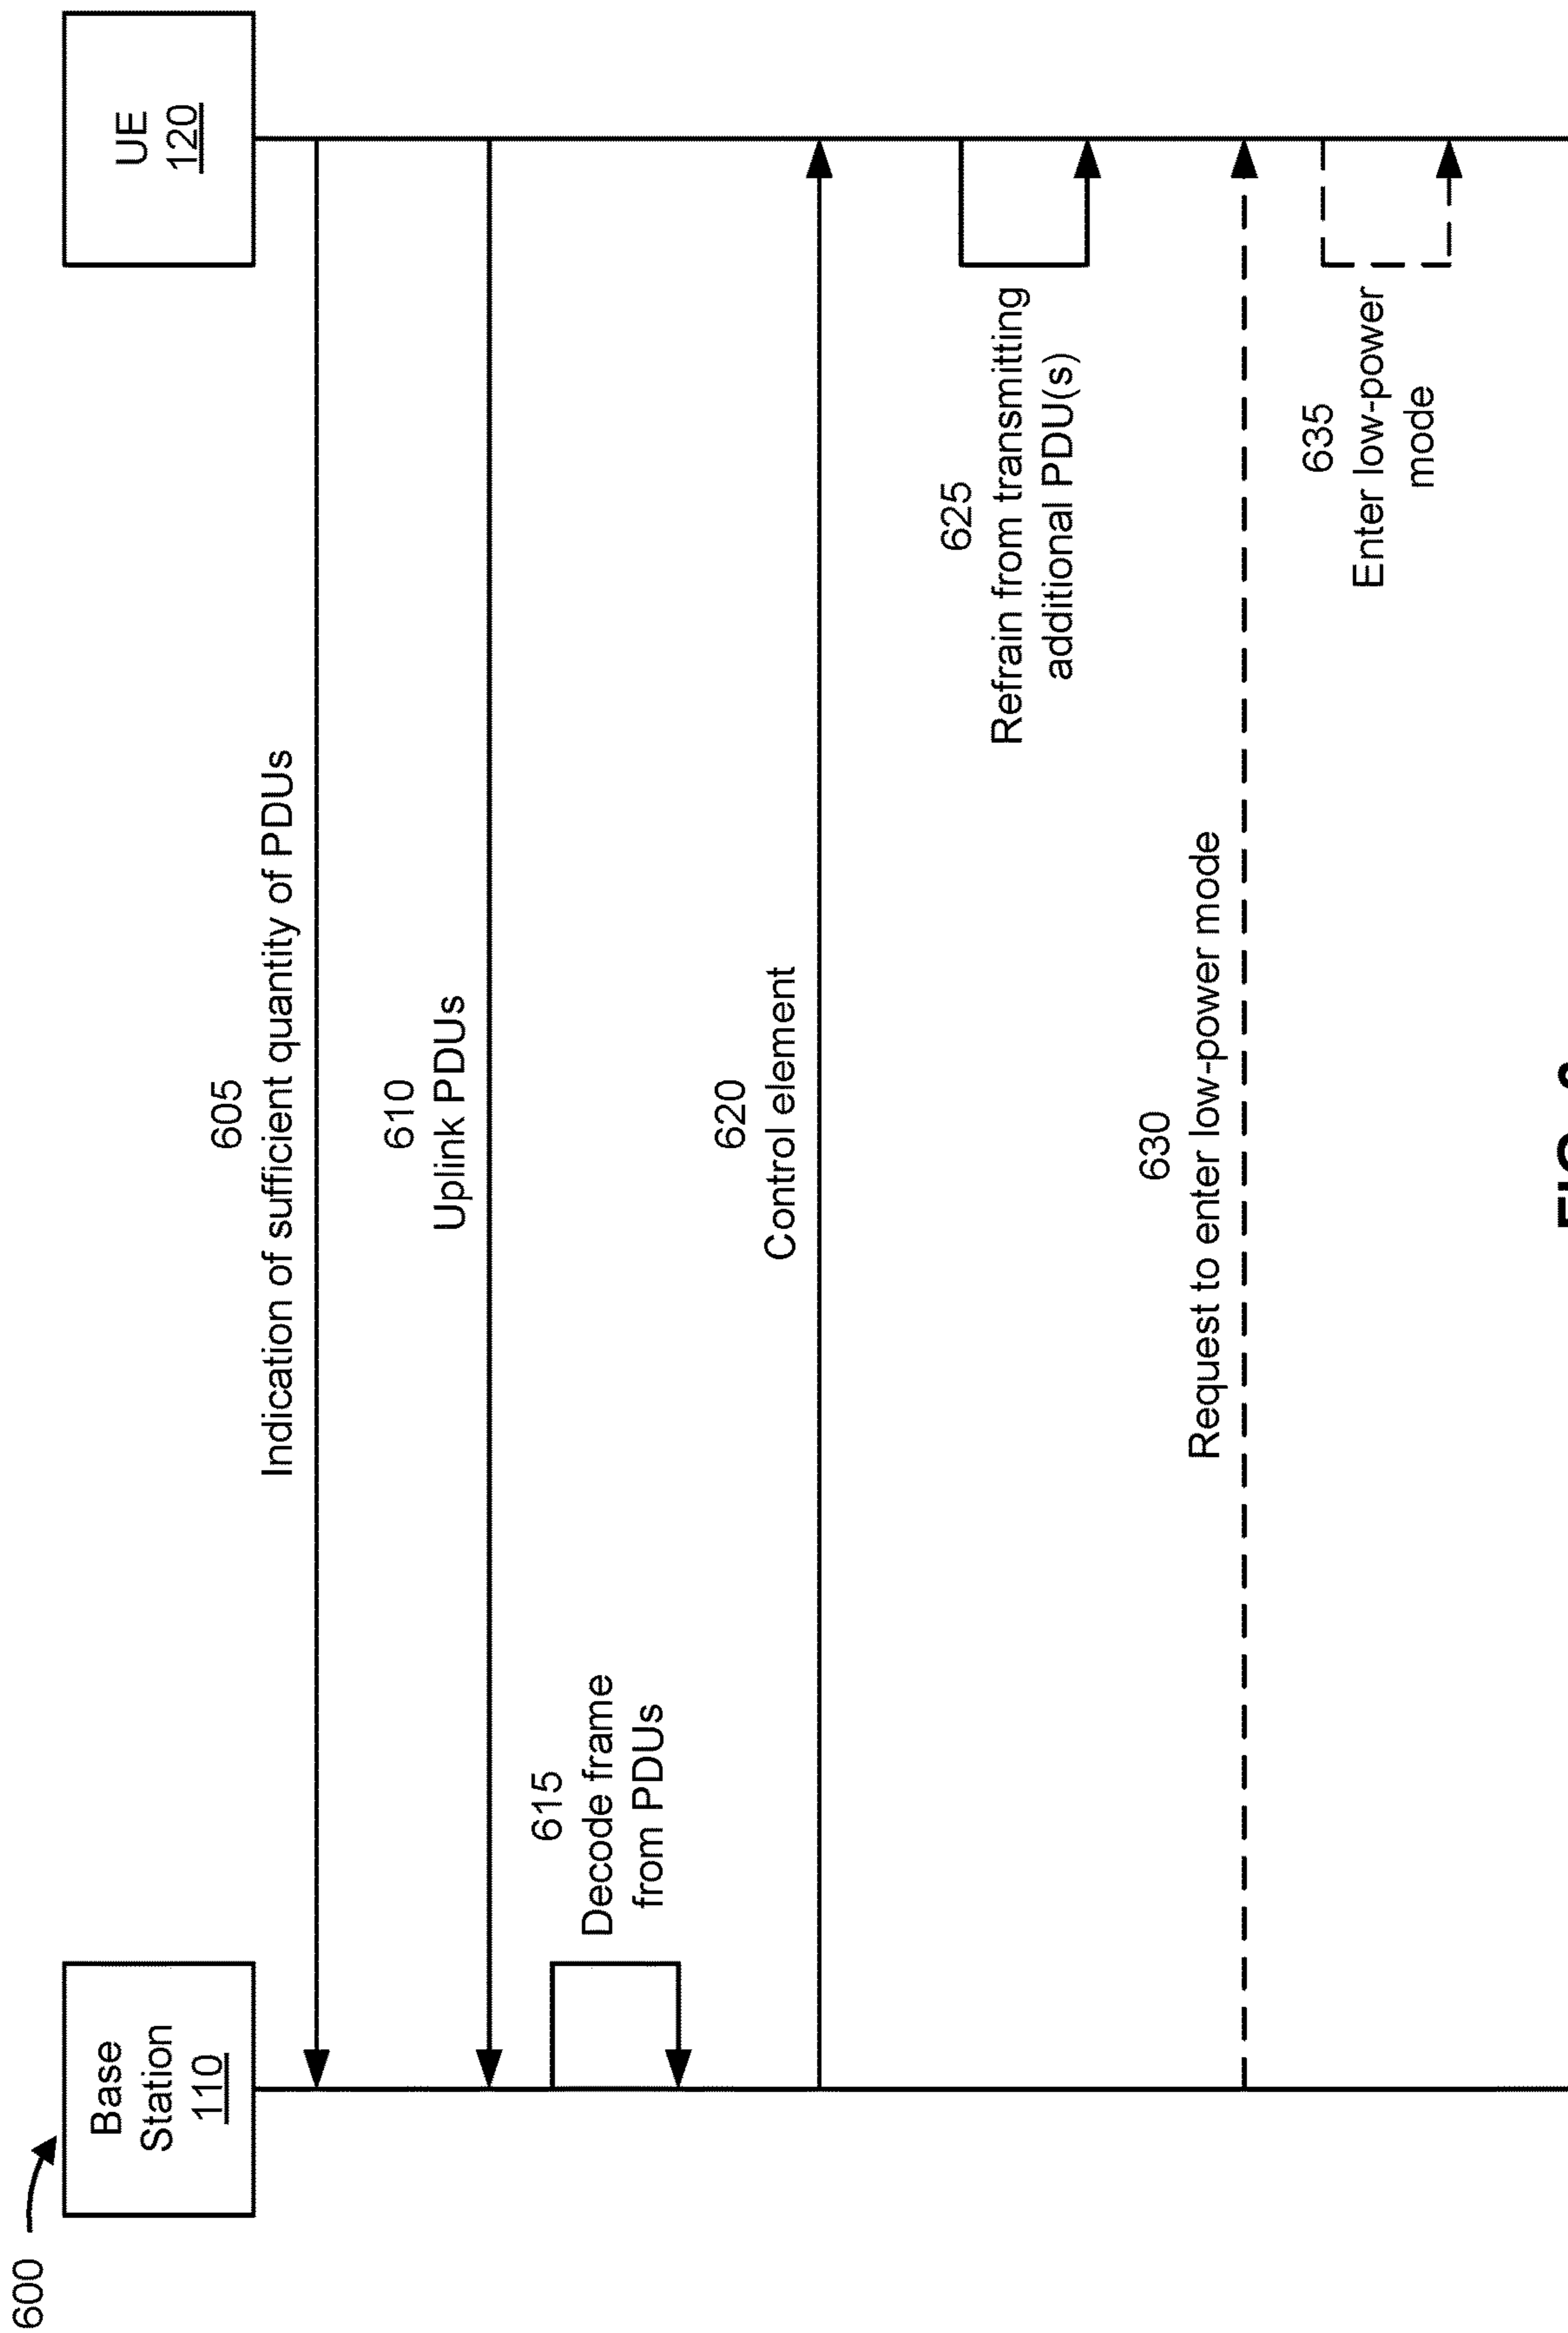 600
Base
Station
110
UE
120
605
Indication of sufficient quantity of PDUs
610
Uplink PDUs
615
Decode frame
from PDUs
620
Control element
625
Refrain from transmitting
additional PDU(s)
630
Request to enter low-power mode
635
Enter low-power
mode